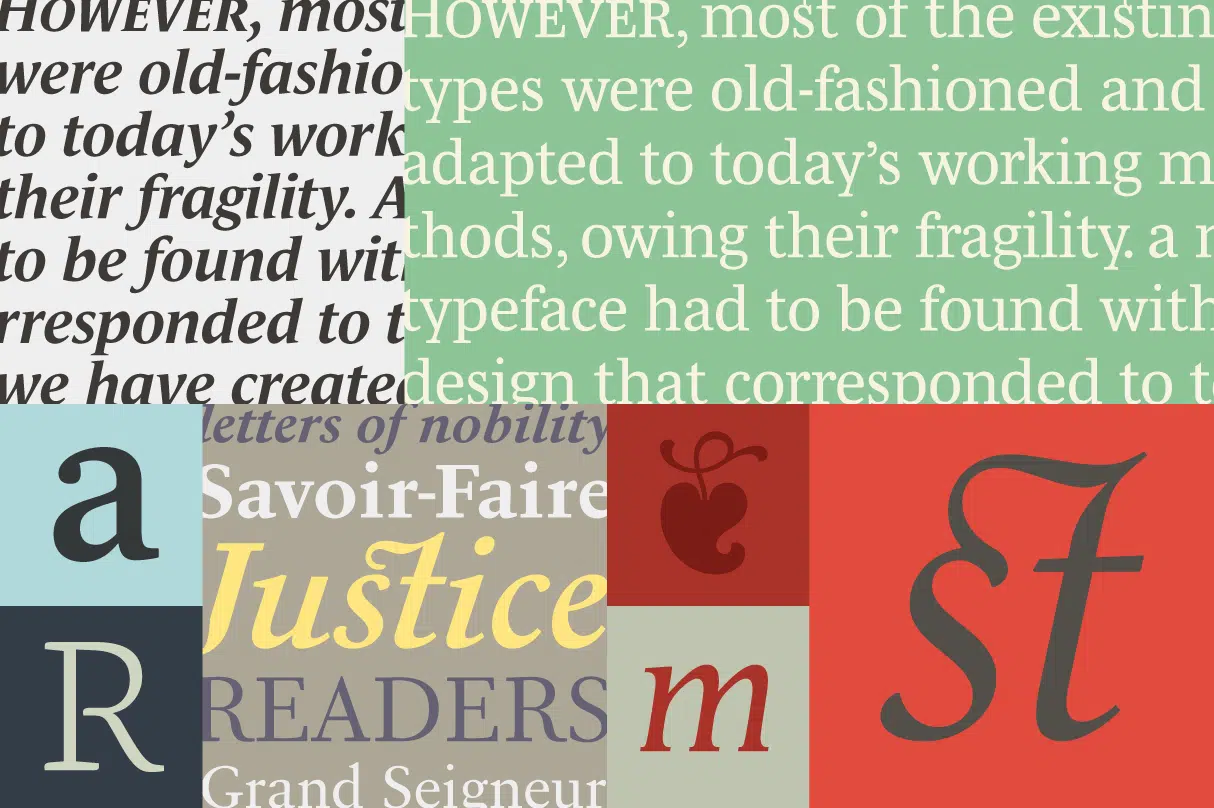 HOWEVER, most
were old-fashio
to today’s work
their fragility. A
to be found wit
rresponded to t
we have create
HOWEVER, most of the existin
types were old-fashioned and
adapted to today’s working m
thods, owing their fragility. a n
typeface had to be found with
design that corresponded to t
a
R
letters of nobility
Savoir-Faire
Justice
READERS
Grand Seigneur
m
st